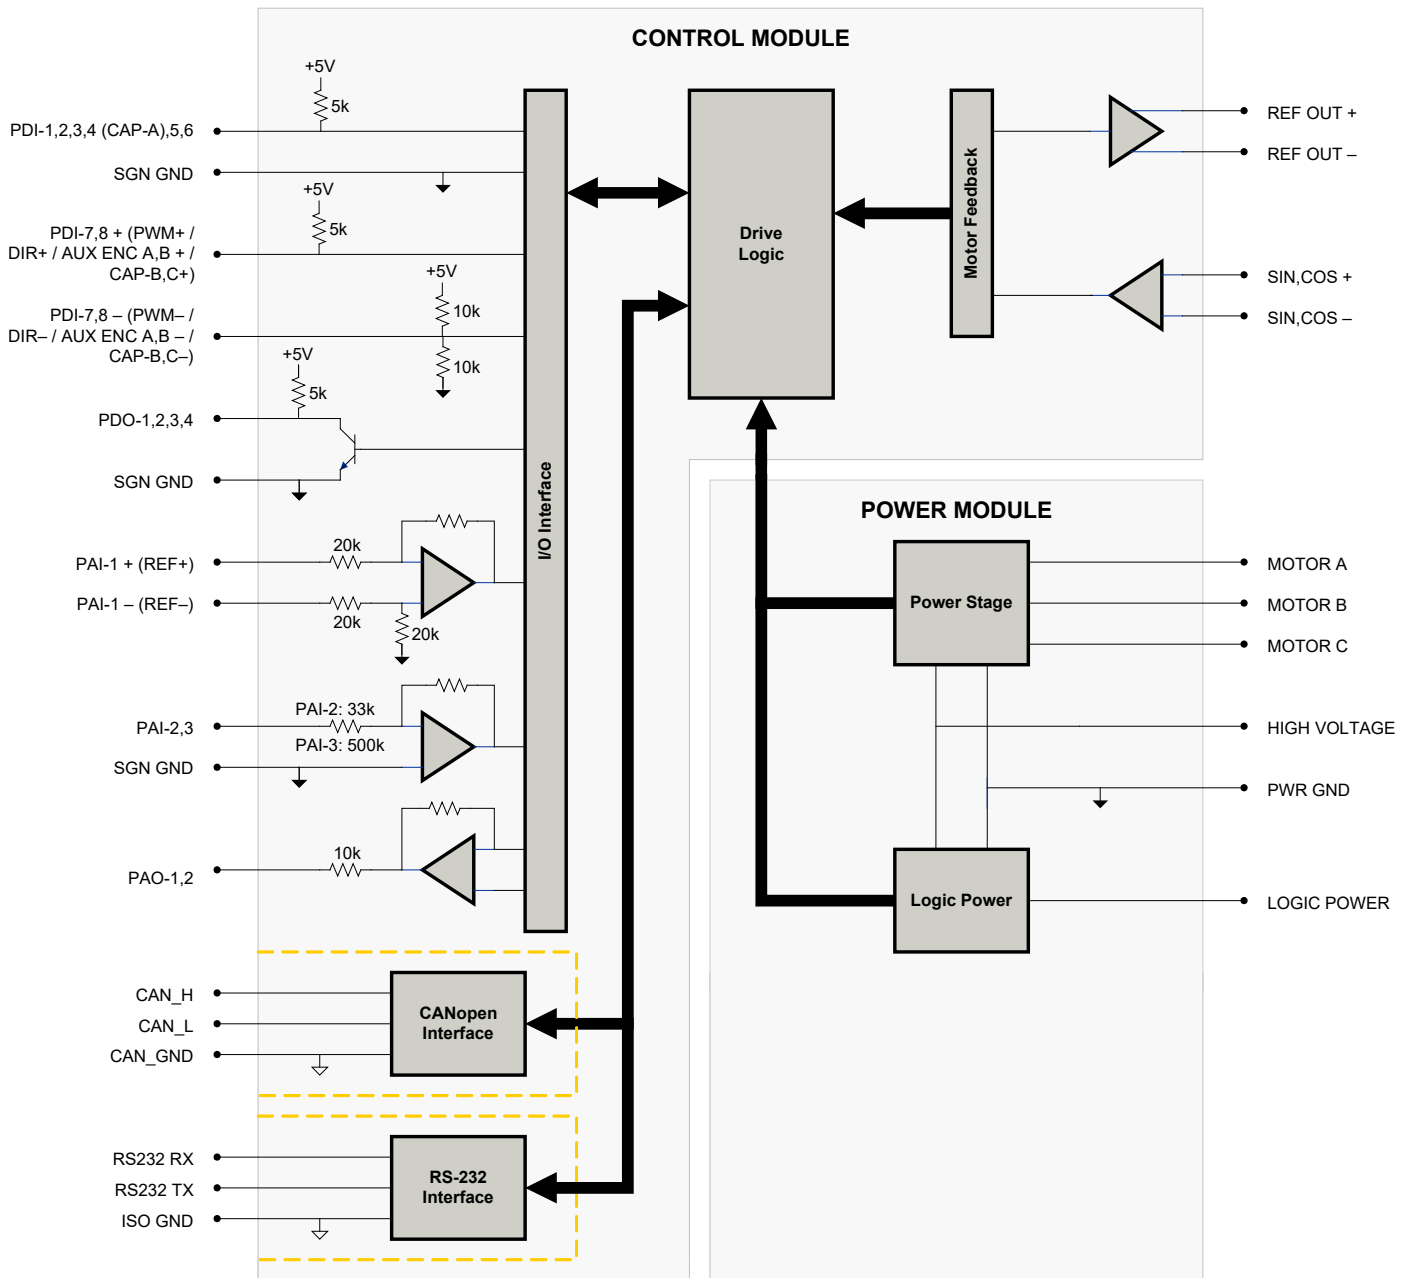 CONTROL MODULE
+5V
5k
PDI-1,2,3,4 (CAP-A),5,6
SGN GND
+5V
5k
PDI-7,8 + (PWM+ /
DIR+ / AUX ENC A,B + /
CAP-B,C+)
+5V
10k
PDI-7,8 – (PWM– /
DIR– / AUX ENC A,B – /
CAP-B,C–)
10k
+5V
5k
PDO-1,2,3,4
SGN GND
20k
PAI-1 + (REF+)
PAI-1 – (REF–)
20k
20k
PAI-2: 33k
PAI-2,3
PAI-3: 500k
SGN GND
10k
PAO-1,2
I/O Interface
Drive
Logic
Motor Feedback
REF OUT +
REF OUT –
SIN,COS +
SIN,COS –
POWER MODULE
Power Stage
MOTOR A
MOTOR B
MOTOR C
HIGH VOLTAGE
PWR GND
Logic Power
LOGIC POWER
CAN_H
CAN_L
CAN_GND
CANopen
Interface
RS232 RX
RS232 TX
ISO GND
RS-232
Interface